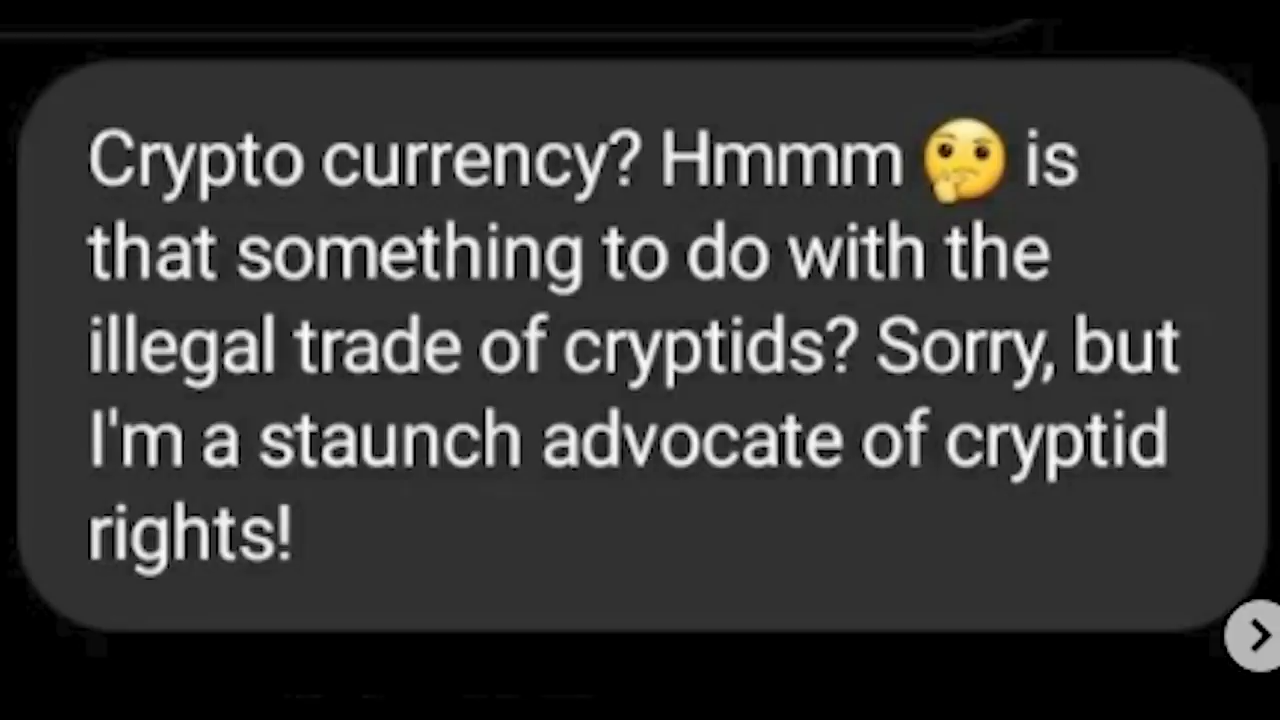 Crypto currency? Hmmm 🤔 is
that something to do with the
illegal trade of cryptids? Sorry, but
I'm a staunch advocate of cryptid
rights!